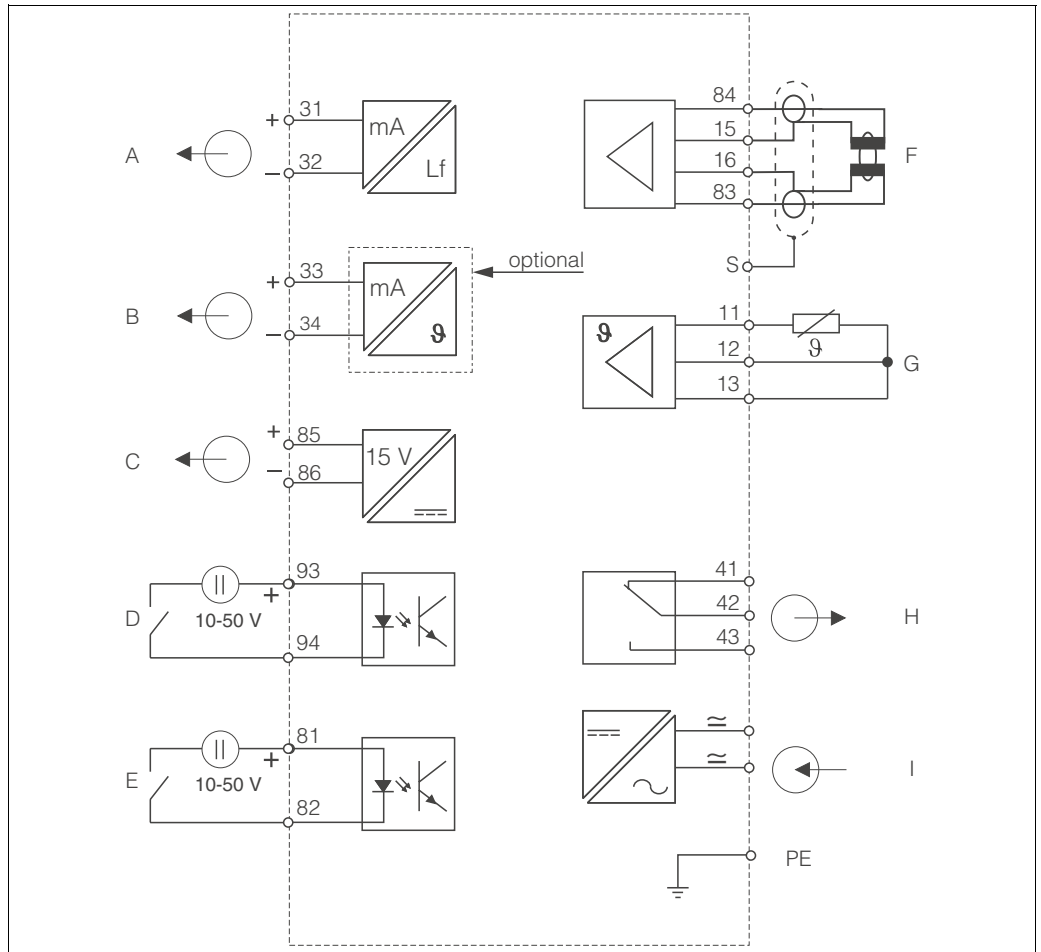 A
+
31
−
32
mA
Lf
B
+
33
−
34
mA
ϑ
optional
C
+
85
−
86
15 V
D
10-50 V
+
93
94
E
10-50 V
+
81
82
84
15
16
83
F
S
ϑ
11
12
13
ϑ
G
41
42
43
H
≃
≃
I
PE